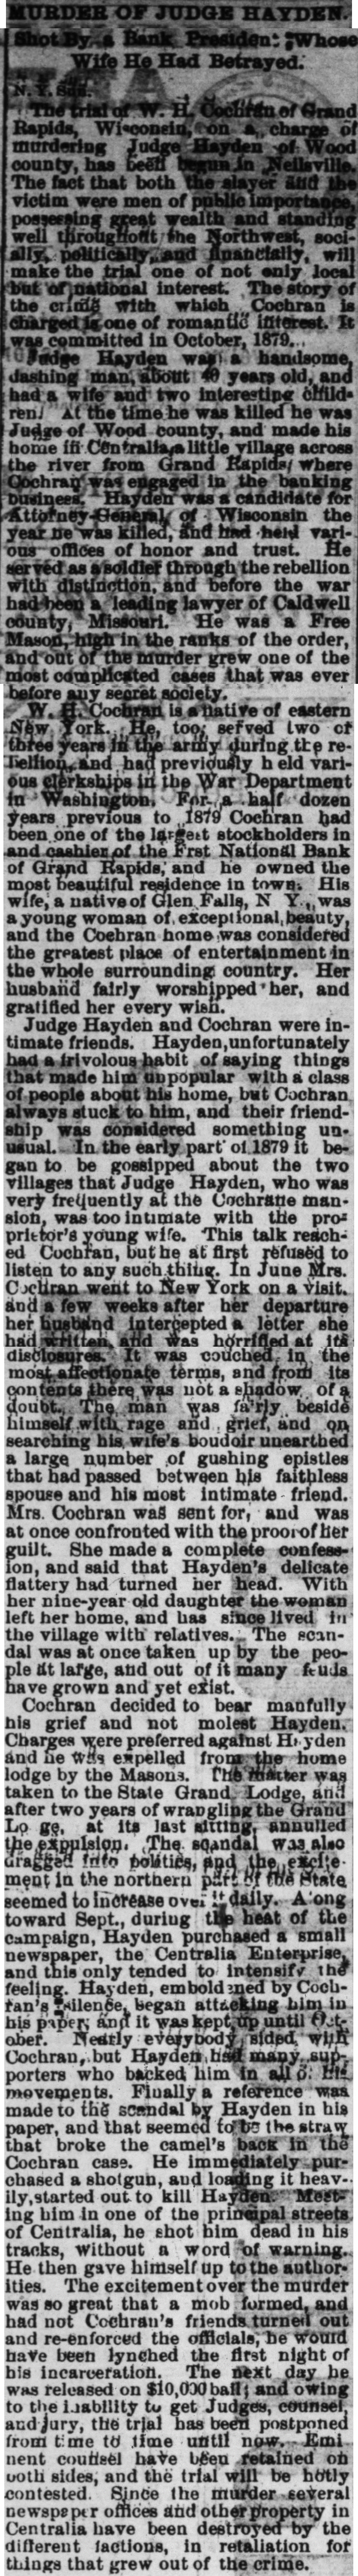 MURDER OF JUDGE HAYDEN.
Shot By a Bank President Whose
Wife He Had Betrayed.
N. Y. Sun.
The trial of W. H. Cochran of Grand
Rapids, Wisconsin, on a charge of
murdering Judge Hayden of Wood
county, has been begun in Neillsville.
The fact that both the slayer and the
victim were men of public importance,
possessing great wealth and standing
well throughout the Northwest, soci-
ally, politically, and financially, will
make the trial one of not only local
but of national interest. The story of
the crime with which Cochran is
charged is one of romantic interest. It
was committed in October, 1879.
Judge Hayden was a handsome,
dashing man, about 40 years old, and
had a wife and two interesting child-
ren. At the time he was killed he was
Judge of Wood county, and made his
home in Centralia, a little village across
the river from Grand Rapids, where
Cochran was engaged in the banking
business. Hayden was a candidate for
Attorney-General of Wisconsin the
year he was killed, and had held vari-
ous offices of honor and trust. He
served as a soldier through the rebellion
with distinction, and before the war
had been a leading lawyer of Caldwell
county, Missouri. He was a Free
Mason, high in the ranks of the order,
and out of the murder grew one of the
most complicated cases that was ever
before any secret society.
W. H. Cochran is a native of eastern
New York. He, too, served two or
three years in the army during the re-
bellion, and had previously held vari-
ous clerkships in the War Department
in Washington. For a half dozen
years previous to 1879 Cochran had
been one of the largest stockholders in
and cashier of the Frst National Bank
of Grand Rapids, and he owned the
most beautiful residence in town. His
wife, a native of Glen Falls, N Y., was
a young woman of exceptional beauty,
and the Cochran home was considered
the greatest place of entertainment in
the whole surrounding country. Her
husband fairly worshipped her, and
gratified her every wish.
Judge Hayden and Cochran were in-
timate friends. Hayden, unfortunately
had a frivolous habit of saying things
that made him unpopular with a class
of people about his home, but Cochran
always stuck to him, and their friend-
ship was considered something un-
usual. In the early part of 1879 it be-
gan to be gossipped about the two
villages that Judge Hayden, who was
very frequently at the Cochrane man-
sion, was too intimate with the pro-
prietor's young wife. This talk reach-
ed Cochran, but he at first refused to
listen to any such thing. In June Mrs.
Cochran went to New York on a visit,
and a few weeks after her departure
her husband intercepted a letter she
had written, and was horrified at its
disclosures. It was couched in the
most affectionate terms, and from its
contents there was not a shadow of a
doubt. The man was fairly beside
himself with rage and grief, and on
searching his wife's boudoir unearthed
a large number of gushing epistles
that had passed between his faithless
spouse and his most intimate friend.
Mrs. Cochran was sent for, and was
at once confronted with the proof of her
guilt. She made a complete confess-
ion, and said that Hayden's delicate
flattery had turned her head. With
her nine-year old daughter the woman
left her home, and has since lived in
the village with relatives. The scan-
dal was at once taken up by the peo-
ple at large, and out of it many feuds
have grown and yet exist.
Cochran decided to bear manfully
his grief and not molest Hayden.
Charges were preferred against Hayden
and he was expelled from the home
lodge by the Masons. The matter was
taken to the State Grand Lodge, and
after two years of wrangling the Grand
Lo ge, at its last sitting, annulled
the expulsion. The scandal was also
dragged into politics, and the excite-
ment in the northern part of the State
seemed to increase over it daily. A'ong
toward Sept., during the heat of the
campaign, Hayden purchased a small
newspaper, the Centralia Enterprise,
and this only tended to intensify the
feeling. Hayden, emboldened by Coch-
ran's silence, began attacking him in
his paper, and it was kept up until Oct-
ober. Nearly everybody sided with
Cochran, but Hayden had many sup-
porters who backed him in all of his
movements. Finally a reference was
made to the scandal by Hayden in his
paper, and that seemed to be the straw
that broke the camel's back in the
Cochran case. He immediately pur-
chased a shotgun, and loading it heav-
ily, started out to kill Hayden. Meet-
ing him in one of the principal streets
of Centralia, he shot him dead in his
tracks, without a word of warning.
He then gave himself up to the author-
ities. The excitement over the murder
was so great that a mob formed, and
had not Cochran's friends turned out
and re-enforced the officials, he would
have been lynched the first night of
his incarceration. The next day he
was released on $10,000 bail; and owing
to the inability to get Judges, counsel,
and jury, the trial has been postponed
from time to time until now. Emi
nent counsel have been retained on
both sides, and the trial will be hotly
contested. Since the murder several
newspaper offices and other property in
Centralia have been destroyed by the
different factions, in retaliation for
things that grew out of the crime.